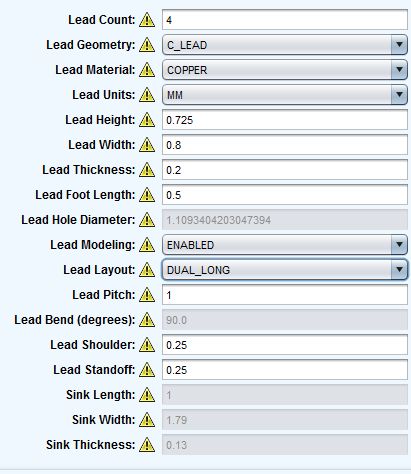 Lead Count: 4
Lead Geometry: C_LEAD
Lead Material: COPPER
Lead Units: MM
Lead Height: 0.725
Lead Width: 0.8
Lead Thickness: 0.2
Lead Foot Length: 0.5
Lead Hole Diameter: 1.1093404203047394
Lead Modeling: ENABLED
Lead Layout: DUAL_LONG
Lead Pitch: 1
Lead Bend (degrees): 90.0
Lead Shoulder: 0.25
Lead Standoff: 0.25
Sink Length: 1
Sink Width: 1.79
Sink Thickness: 0.13